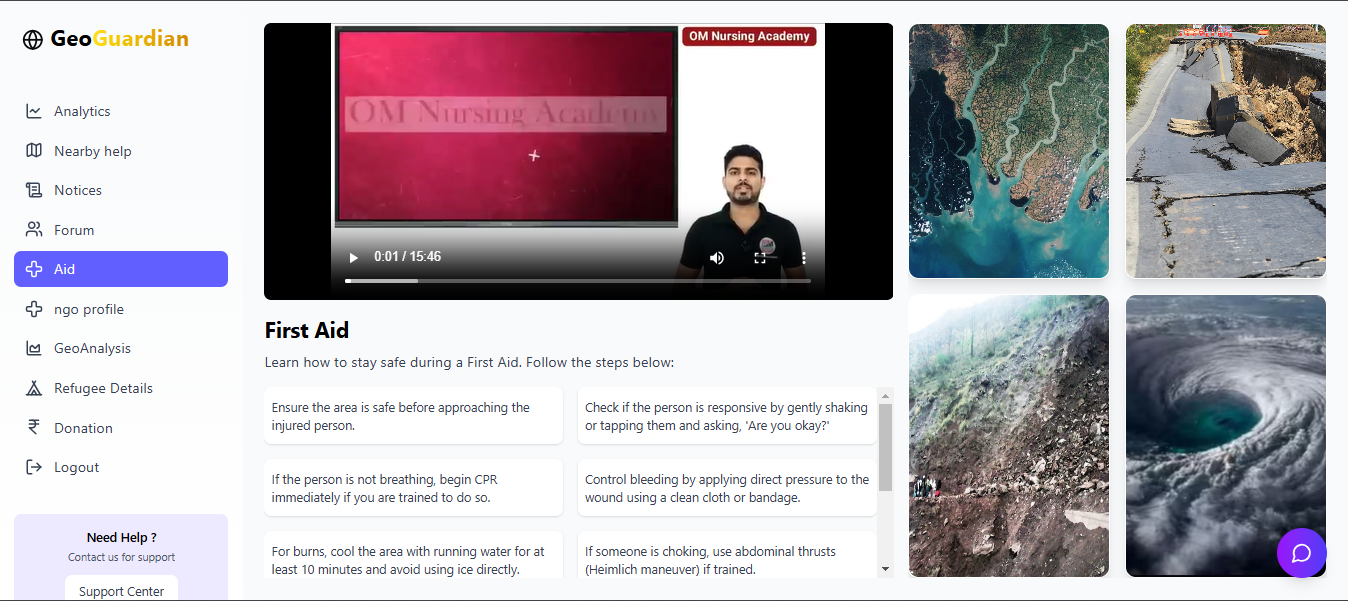 GeoGuardian
Analytics
Nearby help
Notices
Forum
Aid
ngo profile
GeoAnalysis
Refugee Details
Donation
Logout
Need Help ?
Contact us for support
Support Center
OM Nursing Academy
OM Nursing Academy
0:01 / 15:46
First Aid
Learn how to stay safe during a First Aid. Follow the steps below:
Ensure the area is safe before approaching the
injured person.
Check if the person is responsive by gently shaking
or tapping them and asking, 'Are you okay?'
If the person is not breathing, begin CPR
immediately if you are trained to do so.
Control bleeding by applying direct pressure to the
wound using a clean cloth or bandage.
For burns, cool the area with running water for at
least 10 minutes and avoid using ice directly.
If someone is choking, use abdominal thrusts
(Heimlich maneuver) if trained.